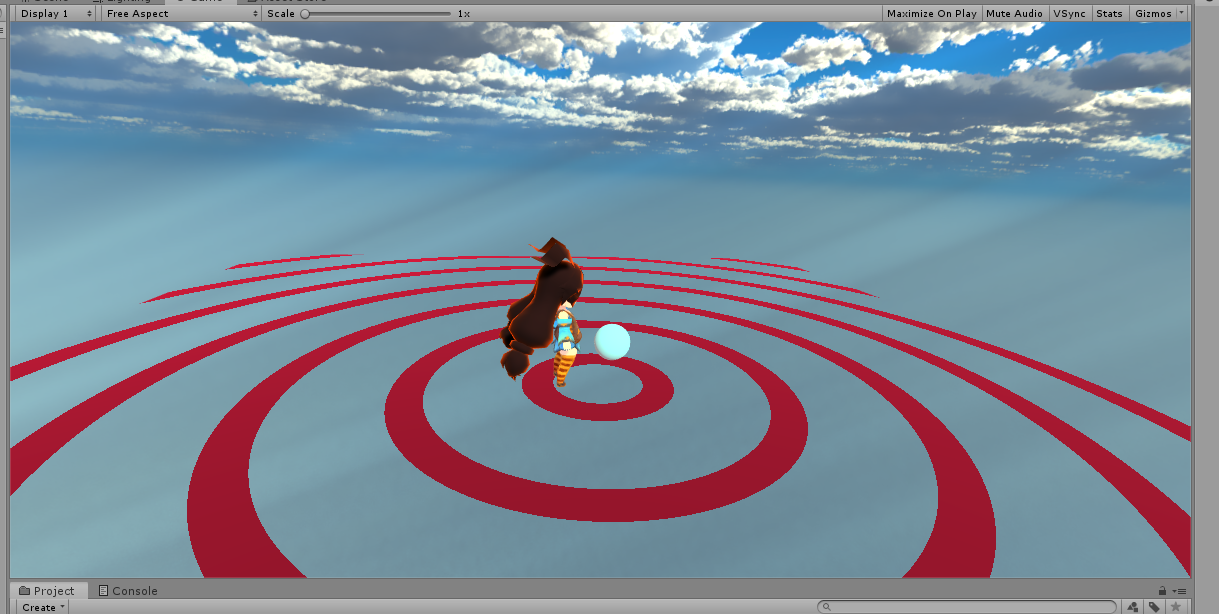 Display 1 Free Aspect Scale 1x Maximize On Play Mute Audio VSync Stats Gizmos
Project Console
Create